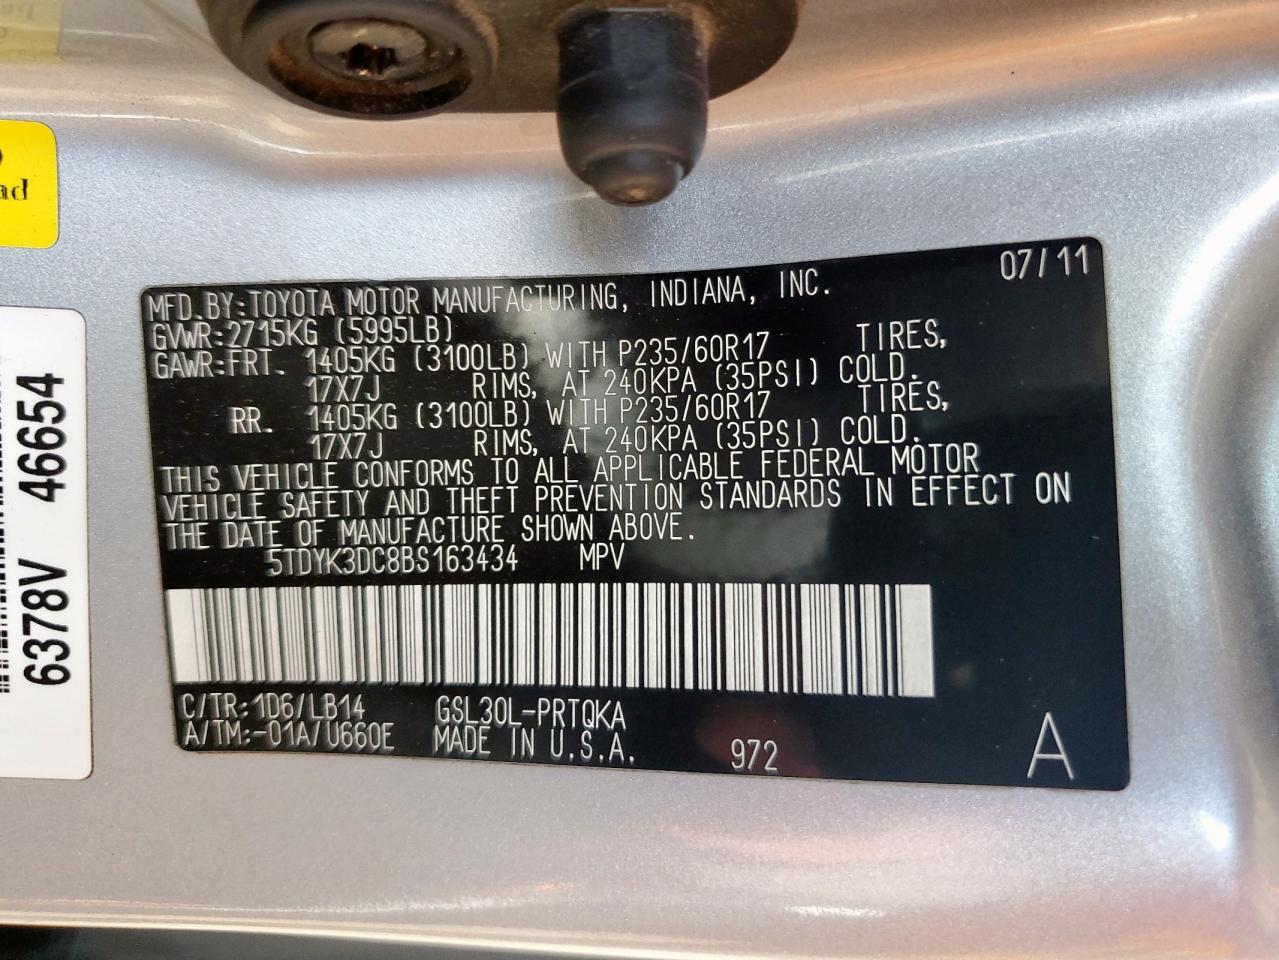 ad
6378V 46654
07/11
MFD.BY:TOYOTA MOTOR MANUFACTURING, INDIANA, INC.
GVWR:2715KG (5995LB)
GAWR:FRT. 1405KG (3100LB) WITH P235/60R17 TIRES,
17X7J RIMS, AT 240KPA (35PSI) COLD.
RR. 1405KG (3100LB) WITH P235/60R17 TIRES,
17X7J RIMS, AT 240KPA (35PSI) COLD.
THIS VEHICLE CONFORMS TO ALL APPLICABLE FEDERAL MOTOR
VEHICLE SAFETY AND THEFT PREVENTION STANDARDS IN EFFECT ON
THE DATE OF MANUFACTURE SHOWN ABOVE.
5TDYK3DC8BS163434 MPV
C/TR:1D6/LB14 GSL30L-PRTQKA
A/TM:-01A/U660E MADE IN U.S.A. 972 A